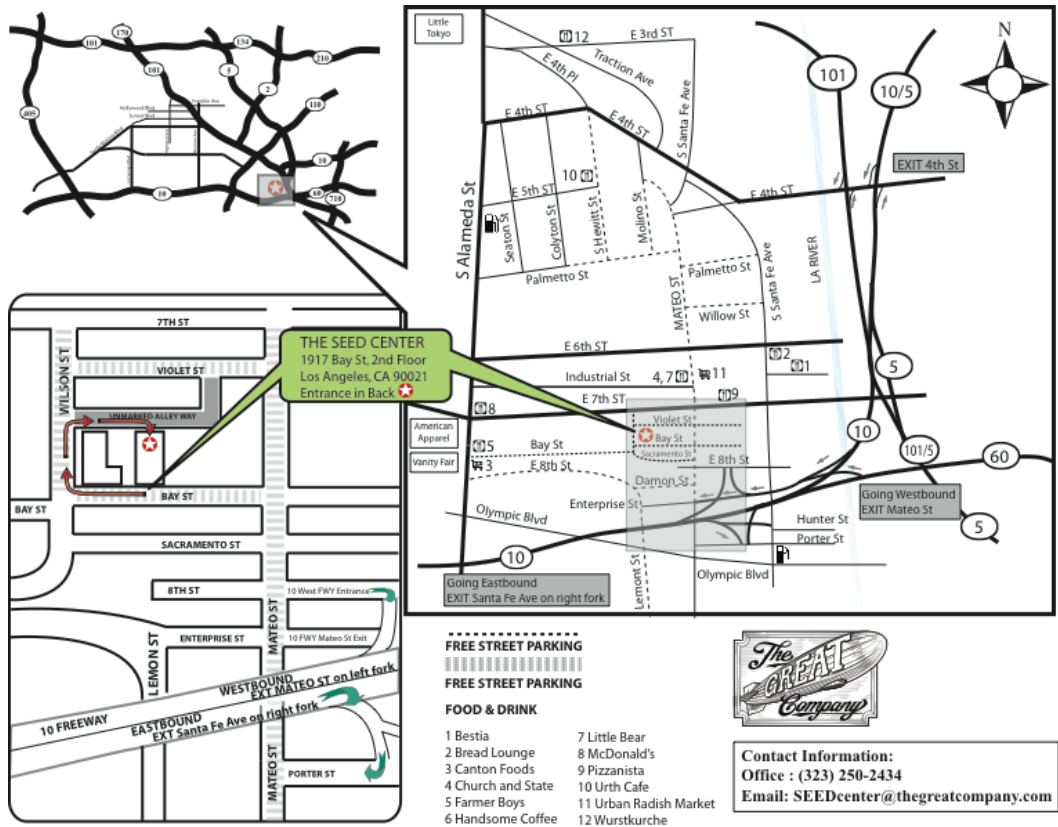 101
170
134
210
101
5
2
110
405
Hollywood Blvd
Sunset Blvd
10
10
60
710
Little
Tokyo
12
E 3rd ST
E 4th Pl
Traction Ave
S Santa Fe Ave
101
10/5
N
E 4th ST
E 4th ST
EXIT 4th St
10
E 5th ST
E 4th ST
S Alameda St
Seaton St
Colyton St
S Hewitt St
Molino St
Palmetto St
MATEO ST
Palmetto St
S Santa Fe Ave
LA RIVER
Willow St
E 6th ST
2
1
5
Industrial St
4, 7
11
E 7th ST
9
8
Violet St
American
Apparel
Bay St
Bay St
5
Sacramento St
10
Vanity Fair
3
E 8th St
E 8th ST
101/5
60
Damon St
Going Westbound
EXIT Mateo St
Enterprise St
Olympic Blvd
Hunter St
Porter St
5
10
Olympic Blvd
Lemont St
Going Eastbound
EXIT Santa Fe Ave on right fork
THE SEED CENTER
1917 Bay St, 2nd Floor
Los Angeles, CA 90021
Entrance in Back
7TH ST
WILSON ST
VIOLET ST
UNMARKED ALLEY WAY
BAY ST
BAY ST
SACRAMENTO ST
8TH ST
10 West FWY Entrance
MATEO ST
LEMON ST
ENTERPRISE ST
10 FWY Mateo St Exit
WESTBOUND
EXT MATEO ST on left fork
10 FREEWAY
EASTBOUND
EXT Santa Fe Ave on right fork
MATEO ST
PORTER ST
FREE STREET PARKING
FREE STREET PARKING
FOOD & DRINK
1 Bestia
2 Bread Lounge
3 Canton Foods
4 Church and State
5 Farmer Boys
6 Handsome Coffee
7 Little Bear
8 McDonald's
9 Pizzanista
10 Urth Cafe
11 Urban Radish Market
12 Wurstkurche
The
GREAT
Company
Contact Information:
Office : (323) 250-2434
Email: SEEDcenter@thegreatcompany.com